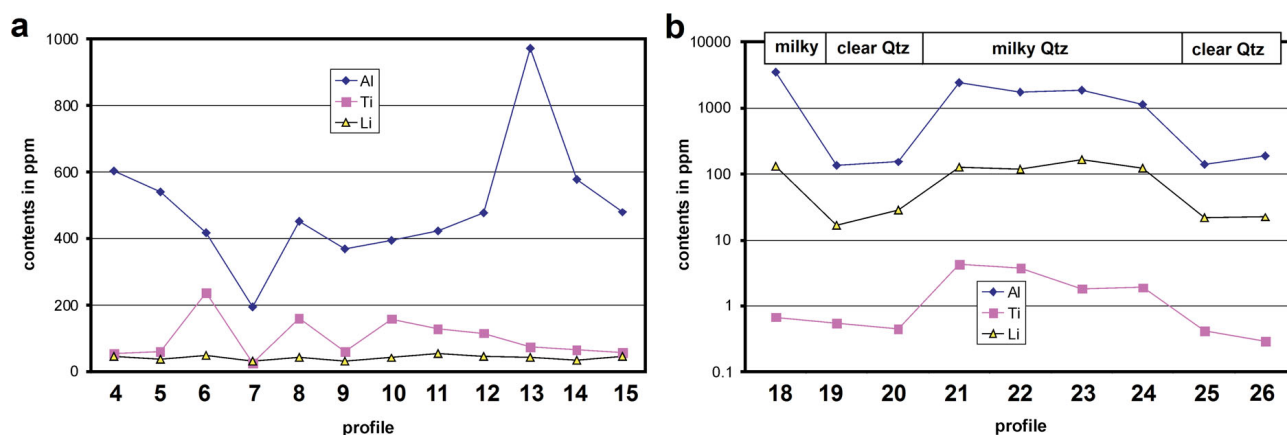 a
contents in ppm
1000
800
600
400
200
0
Al
Ti
Li
4 5 6 7 8 9 10 11 12 13 14 15
profile
b
contents in ppm
milky clear Qtz milky Qtz clear Qtz
10000
1000
100
10
1
0.1
Al
Ti
Li
18 19 20 21 22 23 24 25 26
profile